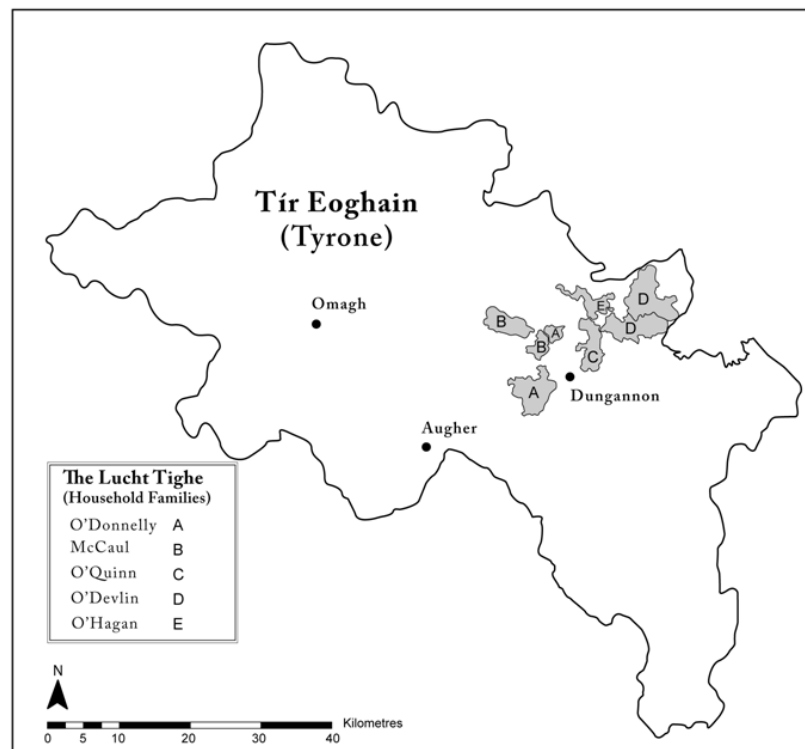 Tír Eoghain
(Tyrone)
Omagh
B
A
B
E
D
D
C
A
Dungannon
Augher
The Lucht Tighe
(Household Families)
O'Donnelly A
McCaul B
O'Quinn C
O'Devlin D
O'Hagan E
N
Kilometres
0 5 10 20 30 40